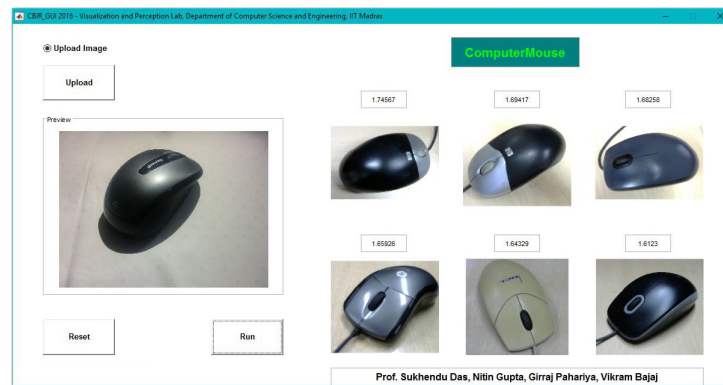 CBIR_GUI 2016 - Visualization and Perception Lab, Department of Computer Science and Engineering, IIT Madras
Upload Image
ComputerMouse
Upload
1.74567
1.69417
1.68258
Preview
1.65926
1.64329
1.6123
Reset
Run
Prof. Sukhendu Das, Nitin Gupta, Girraj Pahariya, Vikram Bajaj